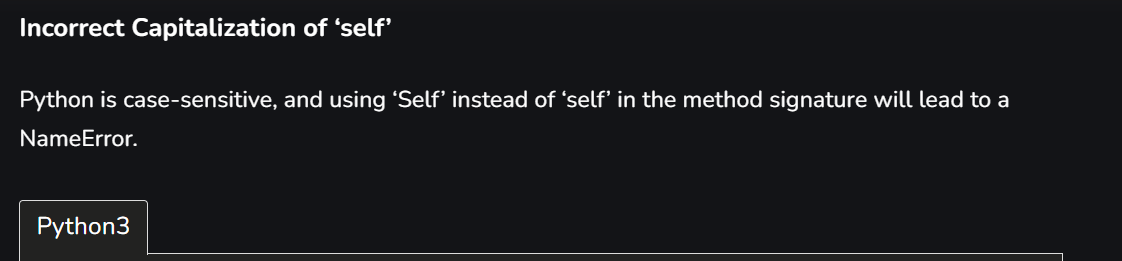 Incorrect Capitalization of ‘self’
Python is case-sensitive, and using ‘Self’ instead of ‘self’ in the method signature will lead to a
NameError.
Python3